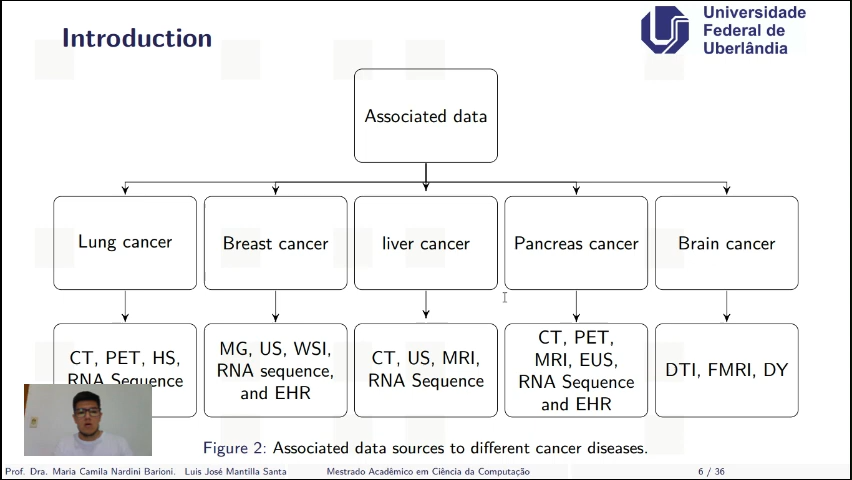 Introduction
Universidade
Federal de
Uberlândia
Associated data
Lung cancer
Breast cancer
liver cancer
Pancreas cancer
Brain cancer
CT, PET, HS,
RNA Sequence
MG, US, WSI,
RNA sequence,
and EHR
CT, US, MRI,
RNA Sequence
CT, PET,
MRI, EUS,
RNA Sequence
and EHR
DTI, FMRI, DY
Figure 2: Associated data sources to different cancer diseases.
Prof. Dra. Maria Camila Nardini Barioni. Luis José Mantilla Santa
Mestrado Acadêmico em Ciência da Computação
6 / 36